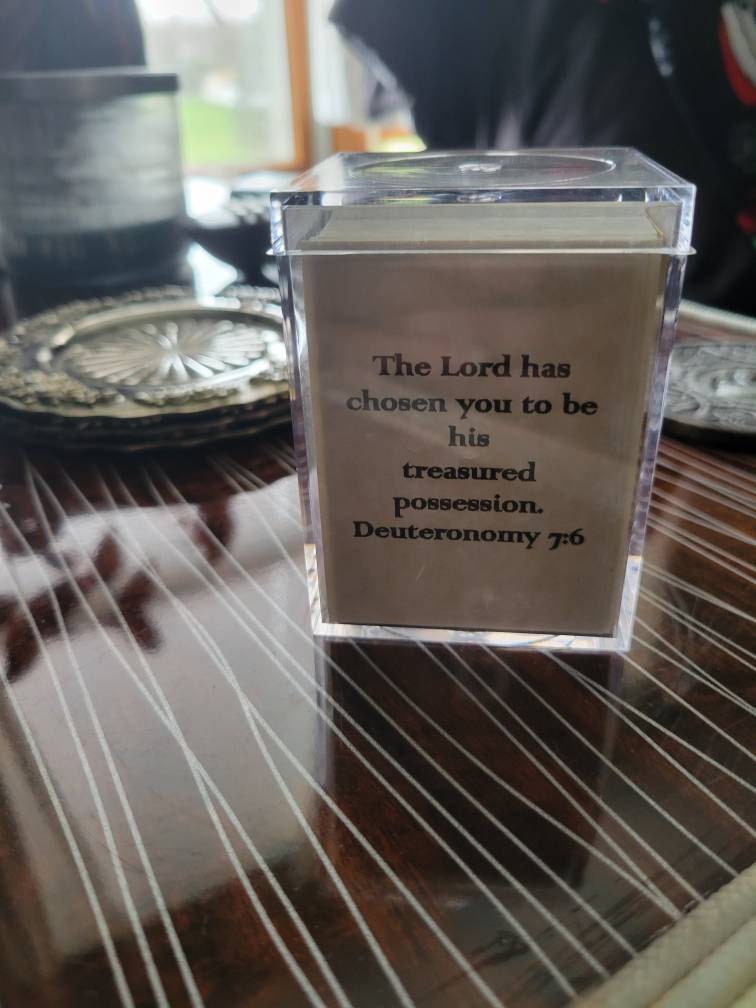 The Lord has
chosen you to be
his
treasured
possession.
Deuteronomy 7:6